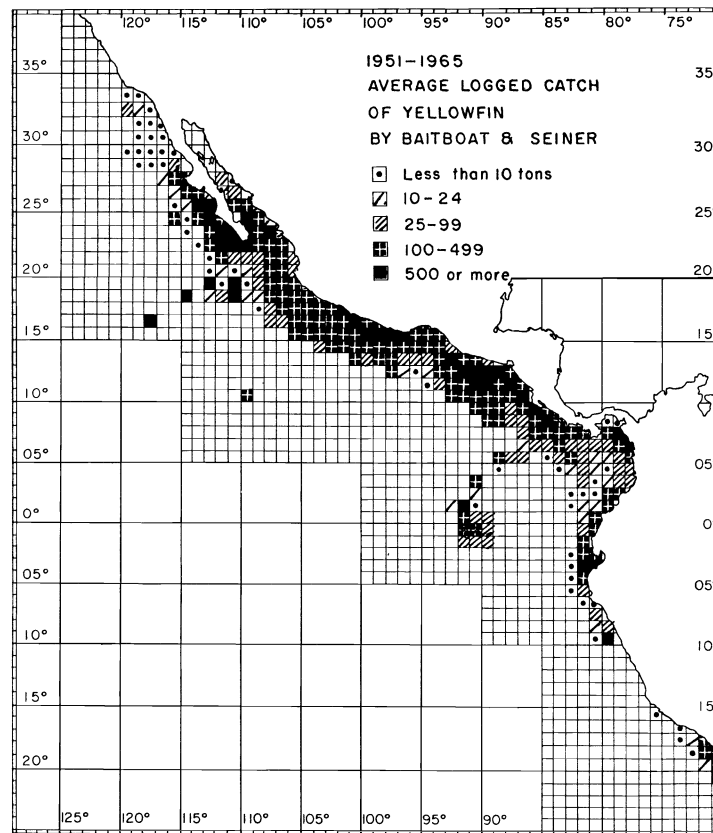 120° 115° 110° 105° 100° 95° 90° 85° 80° 75°
1951–1965
35° 35
AVERAGE LOGGED CATCH
OF YELLOWFIN
30° 30
BY BAITBOAT & SEINER
Less than 10 tons
25° 10–24
25–99
100–499
20° 500 or more 20
15° 15
10° 10
05° 05
0° 0
05° 05
10° 10
15° 15
20°
125° 120° 115° 110° 105° 100° 95° 90° 85° 80° 75°